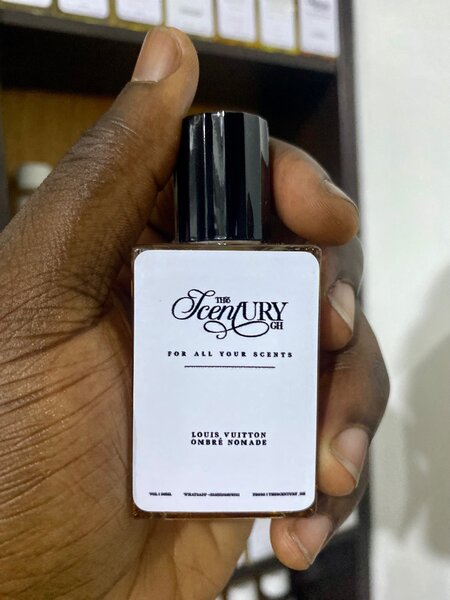 THE
ScentURY
GH
FOR ALL YOUR SCENTS
LOUIS VUITTON
OMBRÉ NOMADE